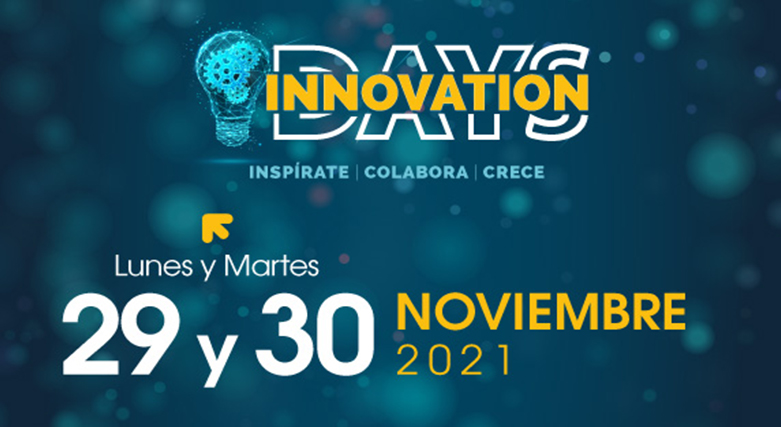 INNOVATION
DAYS
INSPÍRATE | COLABORA | CRECE
Lunes y Martes
29 y 30 NOVIEMBRE
2021